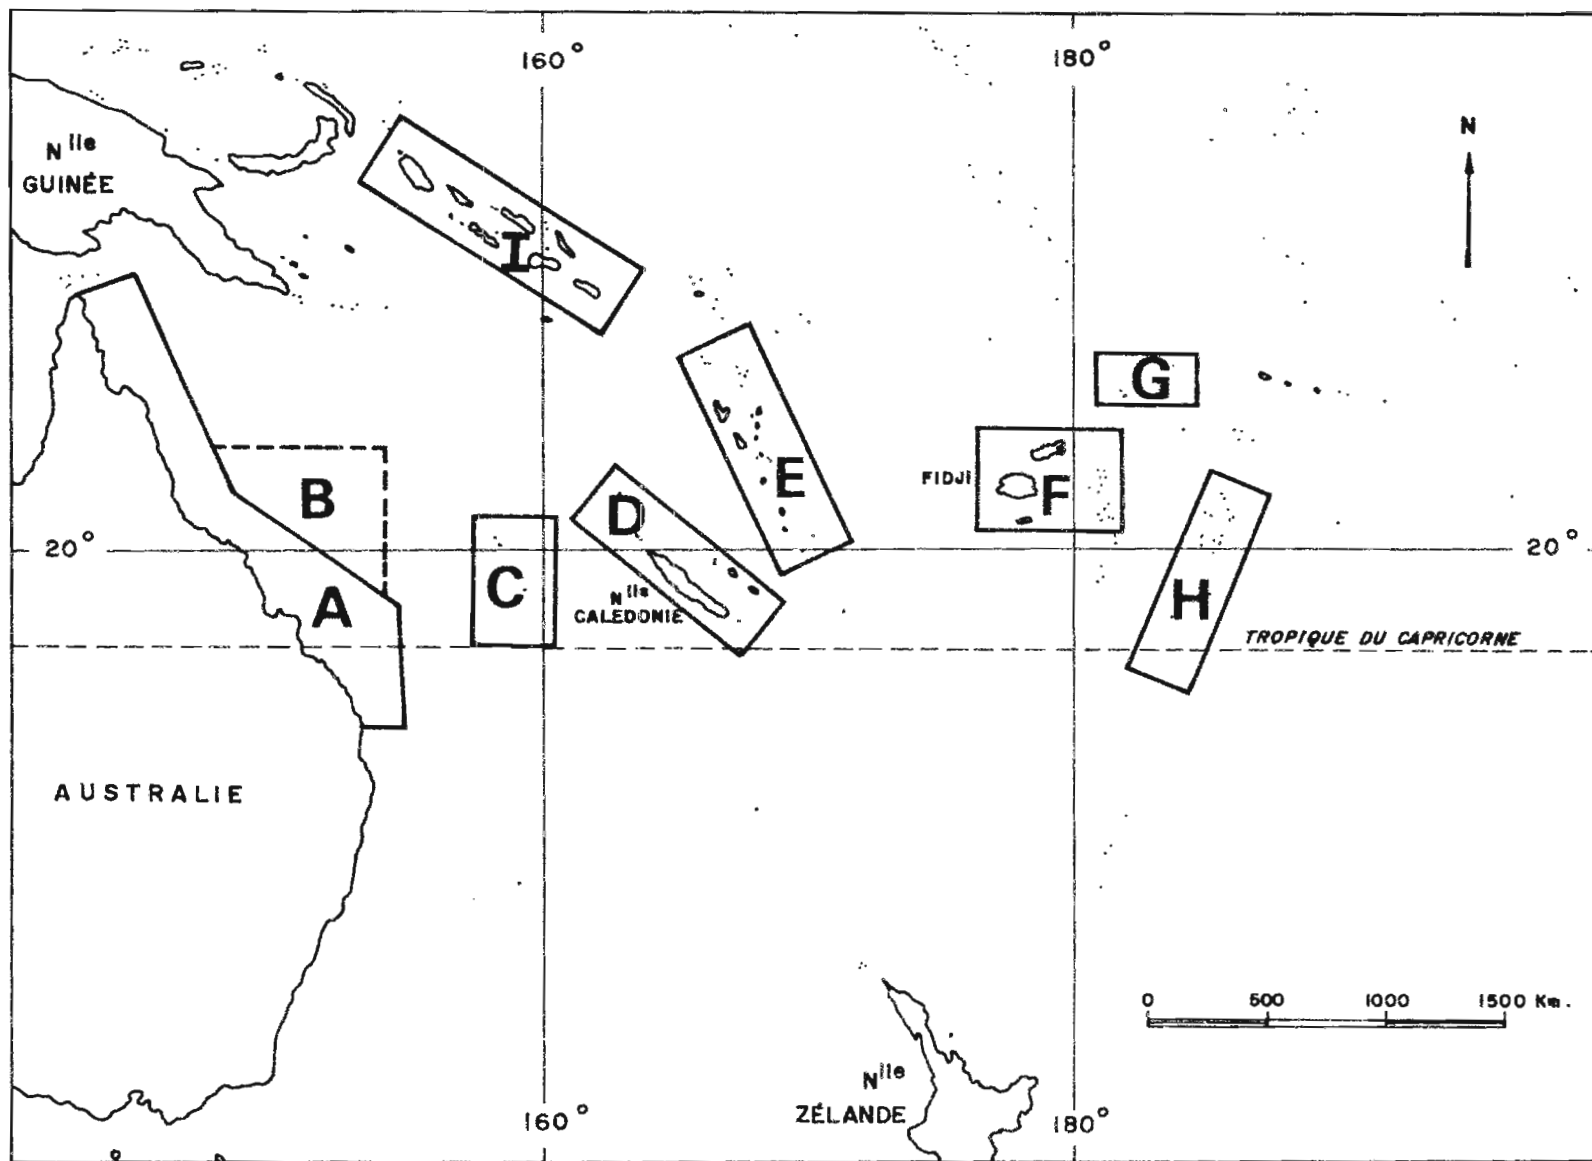 160° 180°
N
Nlle
GUINÉE
I
G
B
E
FIDJI
F
D
20° 20°
C
A
H
Nlle
CALEDONIE
TROPIQUE DU CAPRICORNE
AUSTRALIE
0 500 1000 1500 Km.
Nlle
ZÉLANDE
160° 180°